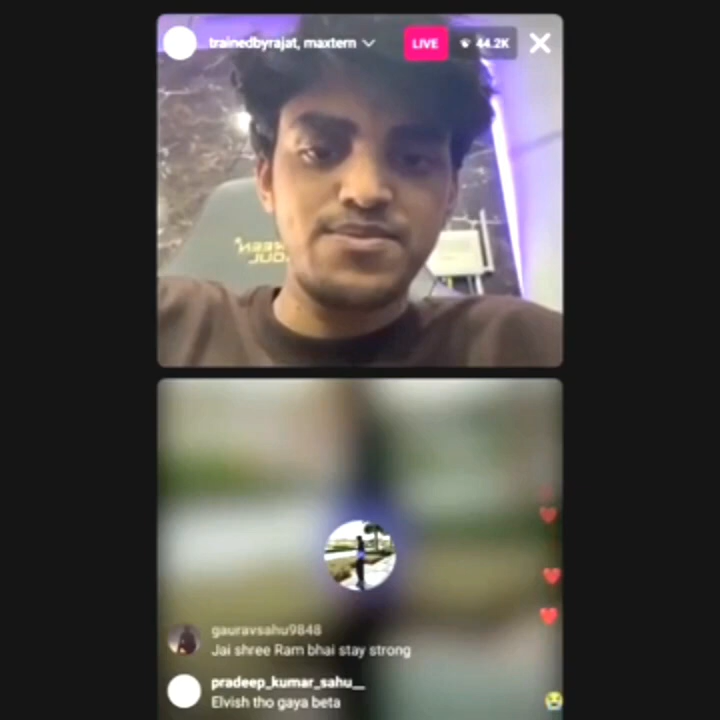 trainedbyrajat, maxtern
LIVE
44.2K
gauravsahu9848
Jai shree Ram bhai stay strong
pradeep_kumar_sahu__
Elvish tho gaya beta